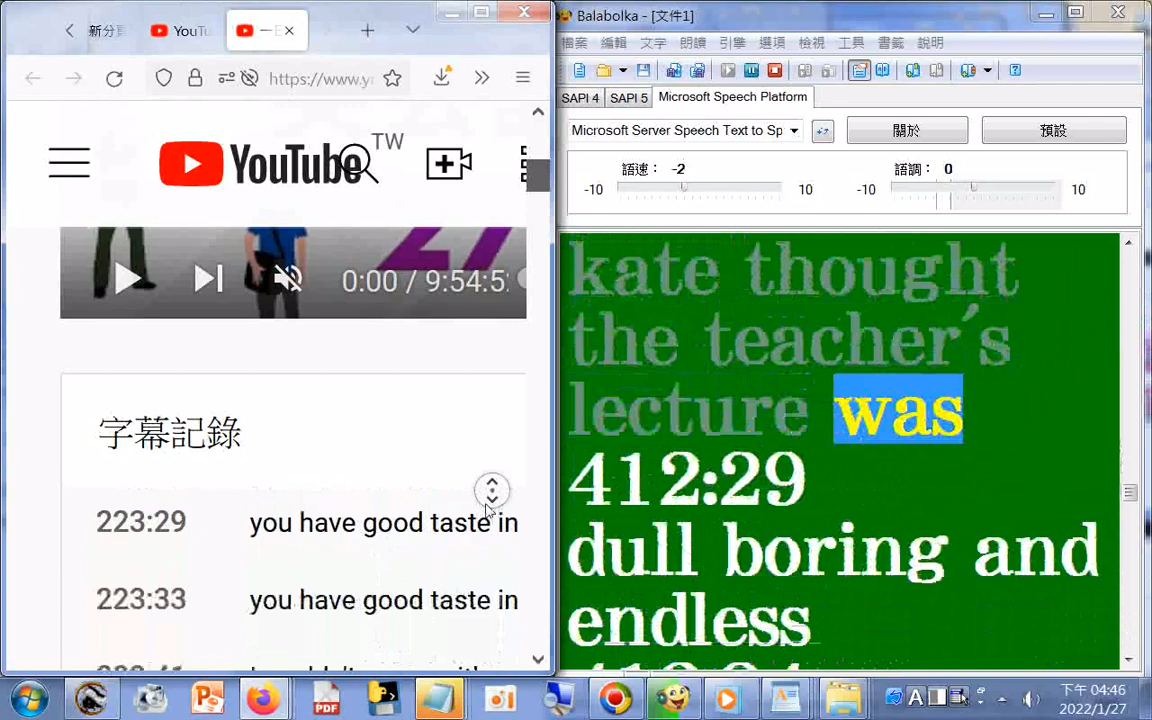 新分
YouTu
一 E
https://www.y
TW
YouTube
27
0:00 / 9:54:5
字幕記錄
223:29 you have good taste in
223:33 you have good taste in
Balabolka - [文件1]
檔案 編輯 文字 朗讀 引擎 選項 檢視 工具 書籤 說明
SAPI 4 SAPI 5 Microsoft Speech Platform
Microsoft Server Speech Text to Sp 關於 預設
語速： -2 語調： 0
-10 10 -10 10
kate thought
the teacher's
lecture was
412:29
dull boring and
endless
PDF
A
下午 04:46
2022/1/27